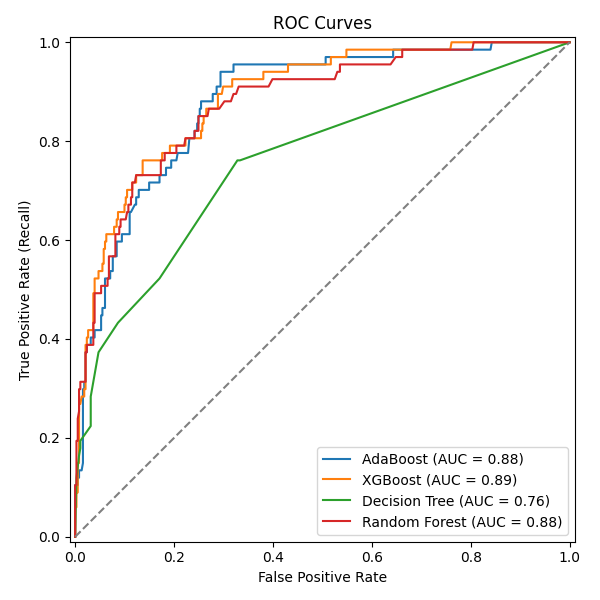 ROC Curves
True Positive Rate (Recall)
1.0
0.8
0.6
0.4
0.2
0.0
AdaBoost (AUC = 0.88)
XGBoost (AUC = 0.89)
Decision Tree (AUC = 0.76)
Random Forest (AUC = 0.88)
0.0 0.2 0.4 0.6 0.8 1.0
False Positive Rate